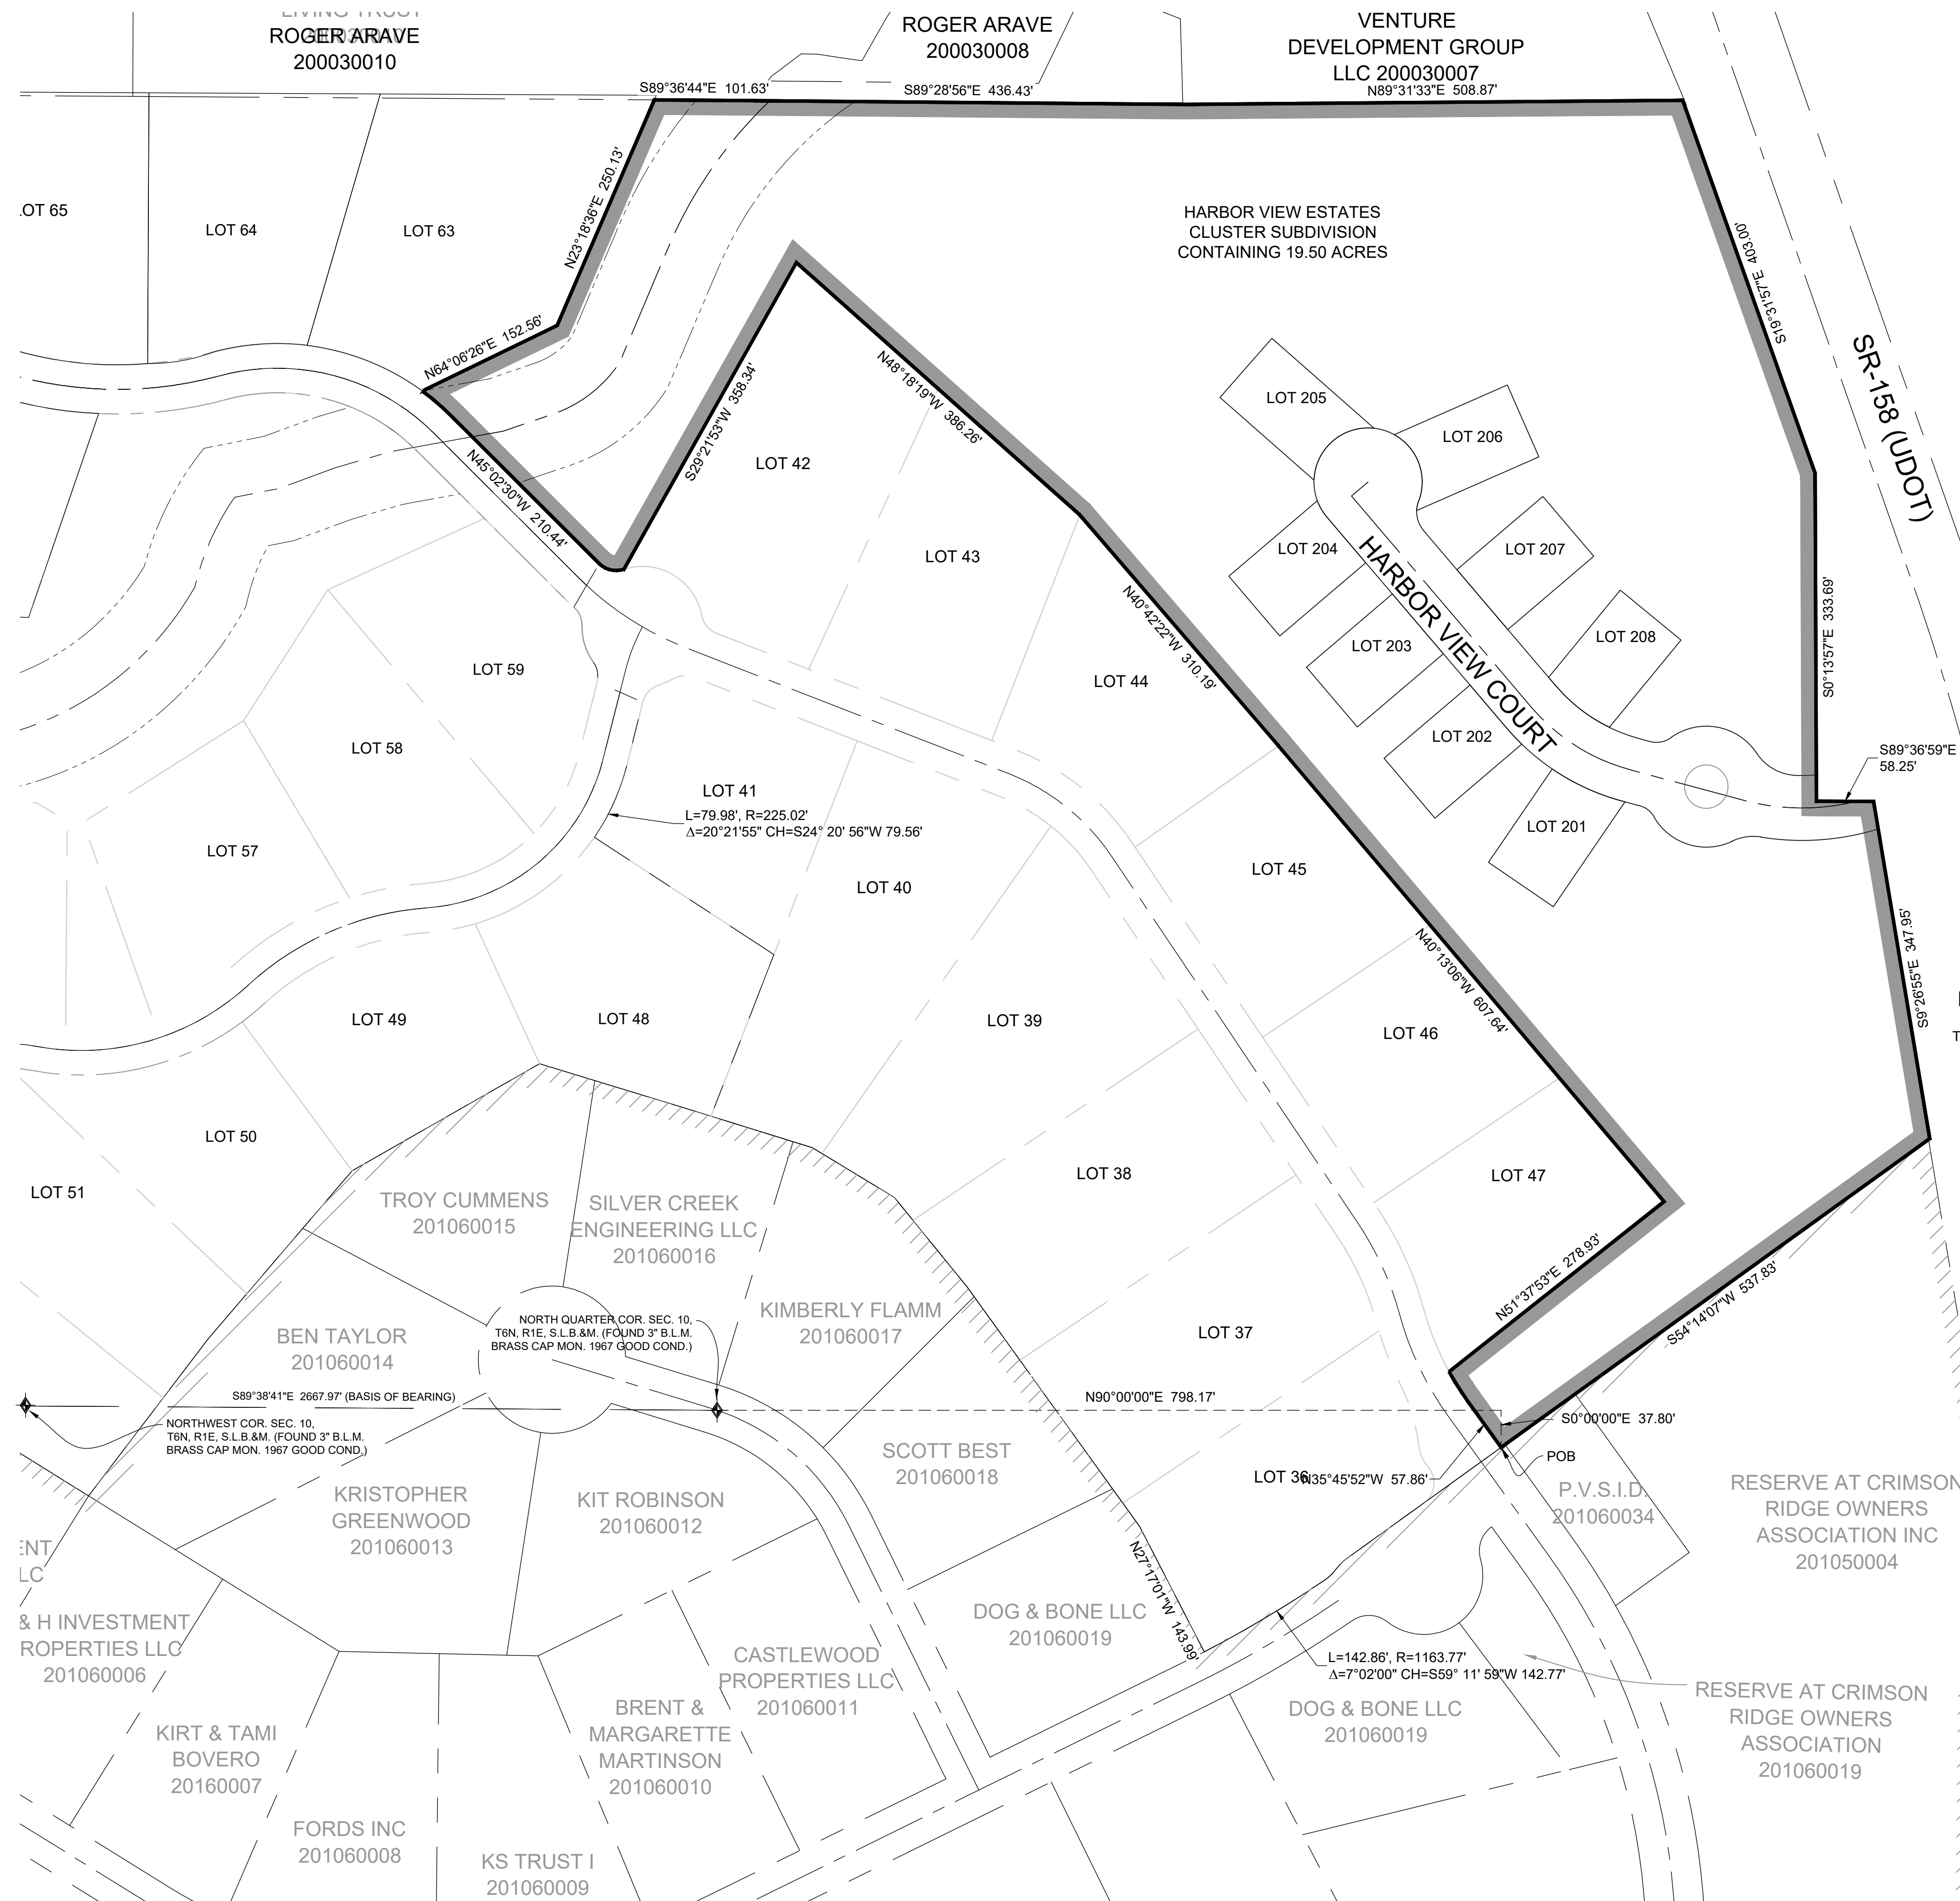 LIVING TRUST
ROGER ARAVE
200030010
ROGER ARAVE
200030008
VENTURE
DEVELOPMENT GROUP
LLC 200030007
S89°36'44"E 101.63'
S89°28'56"E 436.43'
N89°31'33"E 508.87'
N23°18'36"E 250.13'
HARBOR VIEW ESTATES
CLUSTER SUBDIVISION
CONTAINING 19.50 ACRES
S19°31'57"E 403.00'
SR-158 (UDOT)
LOT 65
LOT 64
LOT 63
N64°06'26"E 152.56'
N45°02'30"W 210.44'
S29°21'53"W 358.34'
N48°18'19"W 386.26'
LOT 42
LOT 43
LOT 205
LOT 206
LOT 204
LOT 207
LOT 203
LOT 208
LOT 202
LOT 201
HARBOR VIEW COURT
N40°42'22"W 310.19'
S0°13'57"E 333.69'
S89°36'59"E
58.25'
LOT 59
LOT 44
LOT 58
LOT 41
L=79.98', R=225.02'
Δ=20°21'55" CH=S24° 20' 56"W 79.56'
LOT 57
LOT 40
LOT 45
N40°13'06"W 607.64'
S9°26'55"E 347.95'
T
LOT 49
LOT 48
LOT 39
LOT 46
LOT 50
LOT 51
LOT 38
LOT 47
TROY CUMMENS
201060015
SILVER CREEK
ENGINEERING LLC
201060016
N51°37'53"E 278.93'
S54°14'07"W 537.83'
BEN TAYLOR
201060014
NORTH QUARTER COR. SEC. 10,
T6N, R1E, S.L.B.&M. (FOUND 3" B.L.M.
BRASS CAP MON. 1967 GOOD COND.)
KIMBERLY FLAMM
201060017
LOT 37
S89°38'41"E 2667.97' (BASIS OF BEARING)
N90°00'00"E 798.17'
S0°00'00"E 37.80'
NORTHWEST COR. SEC. 10,
T6N, R1E, S.L.B.&M. (FOUND 3" B.L.M.
BRASS CAP MON. 1967 GOOD COND.)
SCOTT BEST
201060018
LOT 36
N35°45'52"W 57.86'
POB
P.V.S.I.D.
201060034
RESERVE AT CRIMSON
RIDGE OWNERS
ASSOCIATION INC
201050004
KRISTOPHER
GREENWOOD
201060013
KIT ROBINSON
201060012
ENT
LC
N27°17'01"W 143.99'
& H INVESTMENT
ROPERTIES LLC
201060006
DOG & BONE LLC
201060019
L=142.86', R=1163.77'
Δ=7°02'00" CH=S59° 11' 59"W 142.77'
CASTLEWOOD
PROPERTIES LLC
201060011
DOG & BONE LLC
201060019
RESERVE AT CRIMSON
RIDGE OWNERS
ASSOCIATION
201060019
BRENT &
MARGARETTE
MARTINSON
201060010
KIRT & TAMI
BOVERO
20160007
FORDS INC
201060008
KS TRUST I
201060009